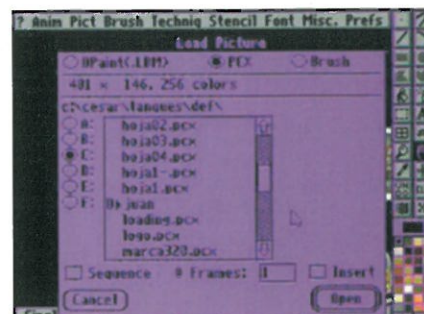 ? Anim Pict Brush Techniq Stencil Font Misc. Prefs
Load Picture
DPaint(.LBM) PCX Brush
401 × 146, 256 colors
c:\cesar\tanques\def\
A: hoja02.pcx
B: hoja03.pcx
C: hoja04.pcx
D: hoja1-.pcx
E: hoja1.pcx
F: juan
loading.pcx
logo.pcx
marca320.pcx
Sequence # Frames: 1 Insert
Cancel Open